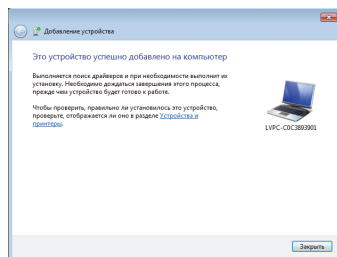 Добавление устройства
Это устройство успешно добавлено на компьютер
Выполняется поиск драйверов и при необходимости выполнит их
установку. Необходимо дождаться завершения этого процесса,
прежде чем устройство будет готово к работе.
Чтобы проверить, правильно ли установилось это устройство,
проверьте, отображается ли оно в разделе Устройства и
принтеры.
LVPC-C0C3893901
Закрыть